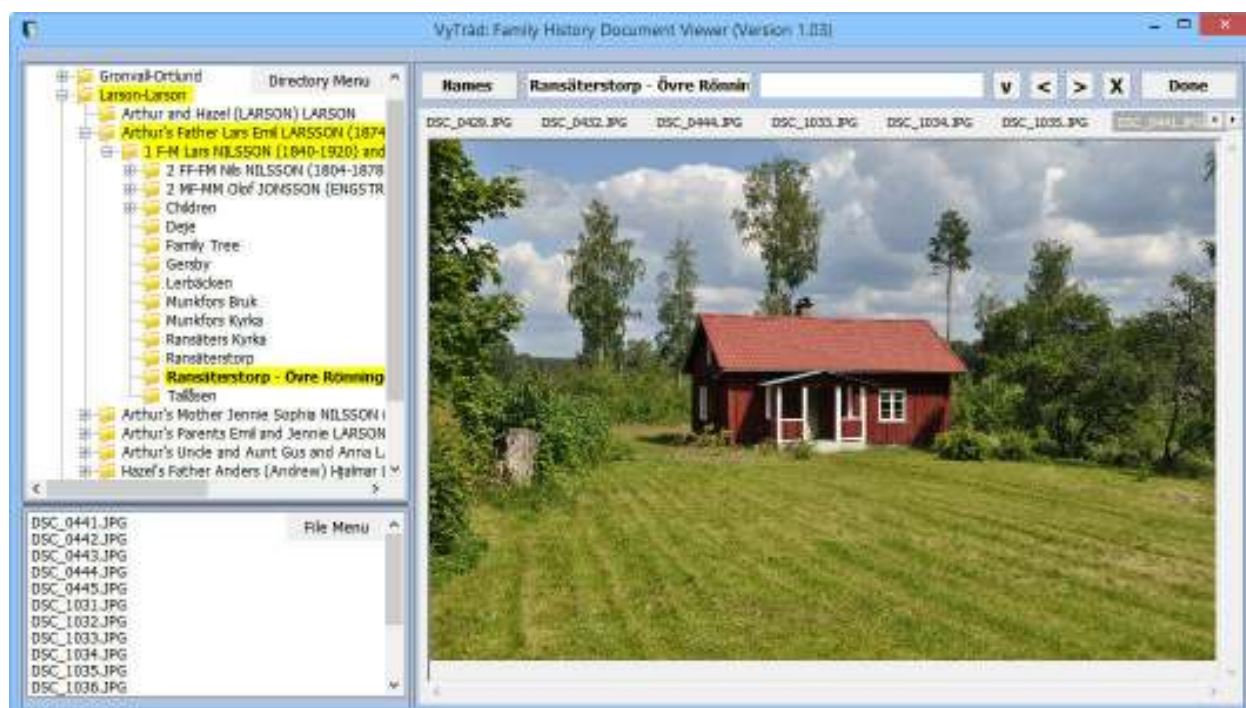 VyTräd: Family History Document Viewer (Version 1.03)
Gronvall-Ortlund
Directory Menu
Larson-Larson
Arthur and Hazel (LARSON) LARSON
Arthur's Father Lars Emil LARSSON (1874
1 F-M Lars NILSSON (1840-1920) and
2 FF-FM Nils NILSSON (1804-1878
2 MF-MM Olof JONSSON (ENGSTR
Children
Deje
Family Tree
Gersby
Lerbäcken
Munkfors Bruk
Munkfors Kyrka
Ransäters Kyrka
Ransäterstorp
Ransäterstorp - Övre Rönning
Tallåsen
Arthur's Mother Jennie Sophia NILSSON (
Arthur's Parents Emil and Jennie LARSON
Arthur's Uncle and Aunt Gus and Anna L
Hazel's Father Anders (Andrew) Hjalmar
File Menu
DSC_0441.JPG
DSC_0442.JPG
DSC_0443.JPG
DSC_0444.JPG
DSC_0445.JPG
DSC_1031.JPG
DSC_1032.JPG
DSC_1033.JPG
DSC_1034.JPG
DSC_1035.JPG
DSC_1036.JPG
Names Ransäterstorp - Övre Rönnin v < > X Done
DSC_0429.JPG DSC_0432.JPG DSC_0444.JPG DSC_1033.JPG DSC_1034.JPG DSC_1035.JPG